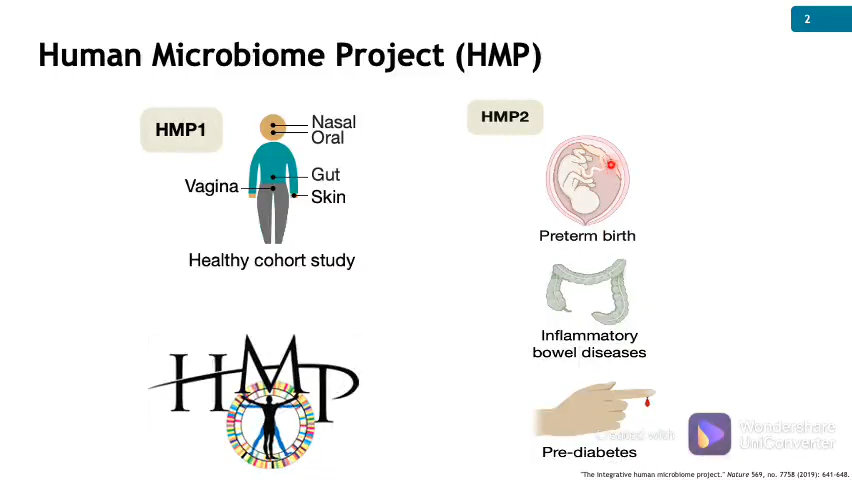 2
Human Microbiome Project (HMP)
HMP1
Nasal
Oral
Gut
Vagina
Skin
Healthy cohort study
HMP
HMP2
Preterm birth
Inflammatory
bowel diseases
Pre-diabetes
Created with
Wondershare
UniConverter
"The integrative human microbiome project." Nature 569, no. 7758 (2019): 641-648.